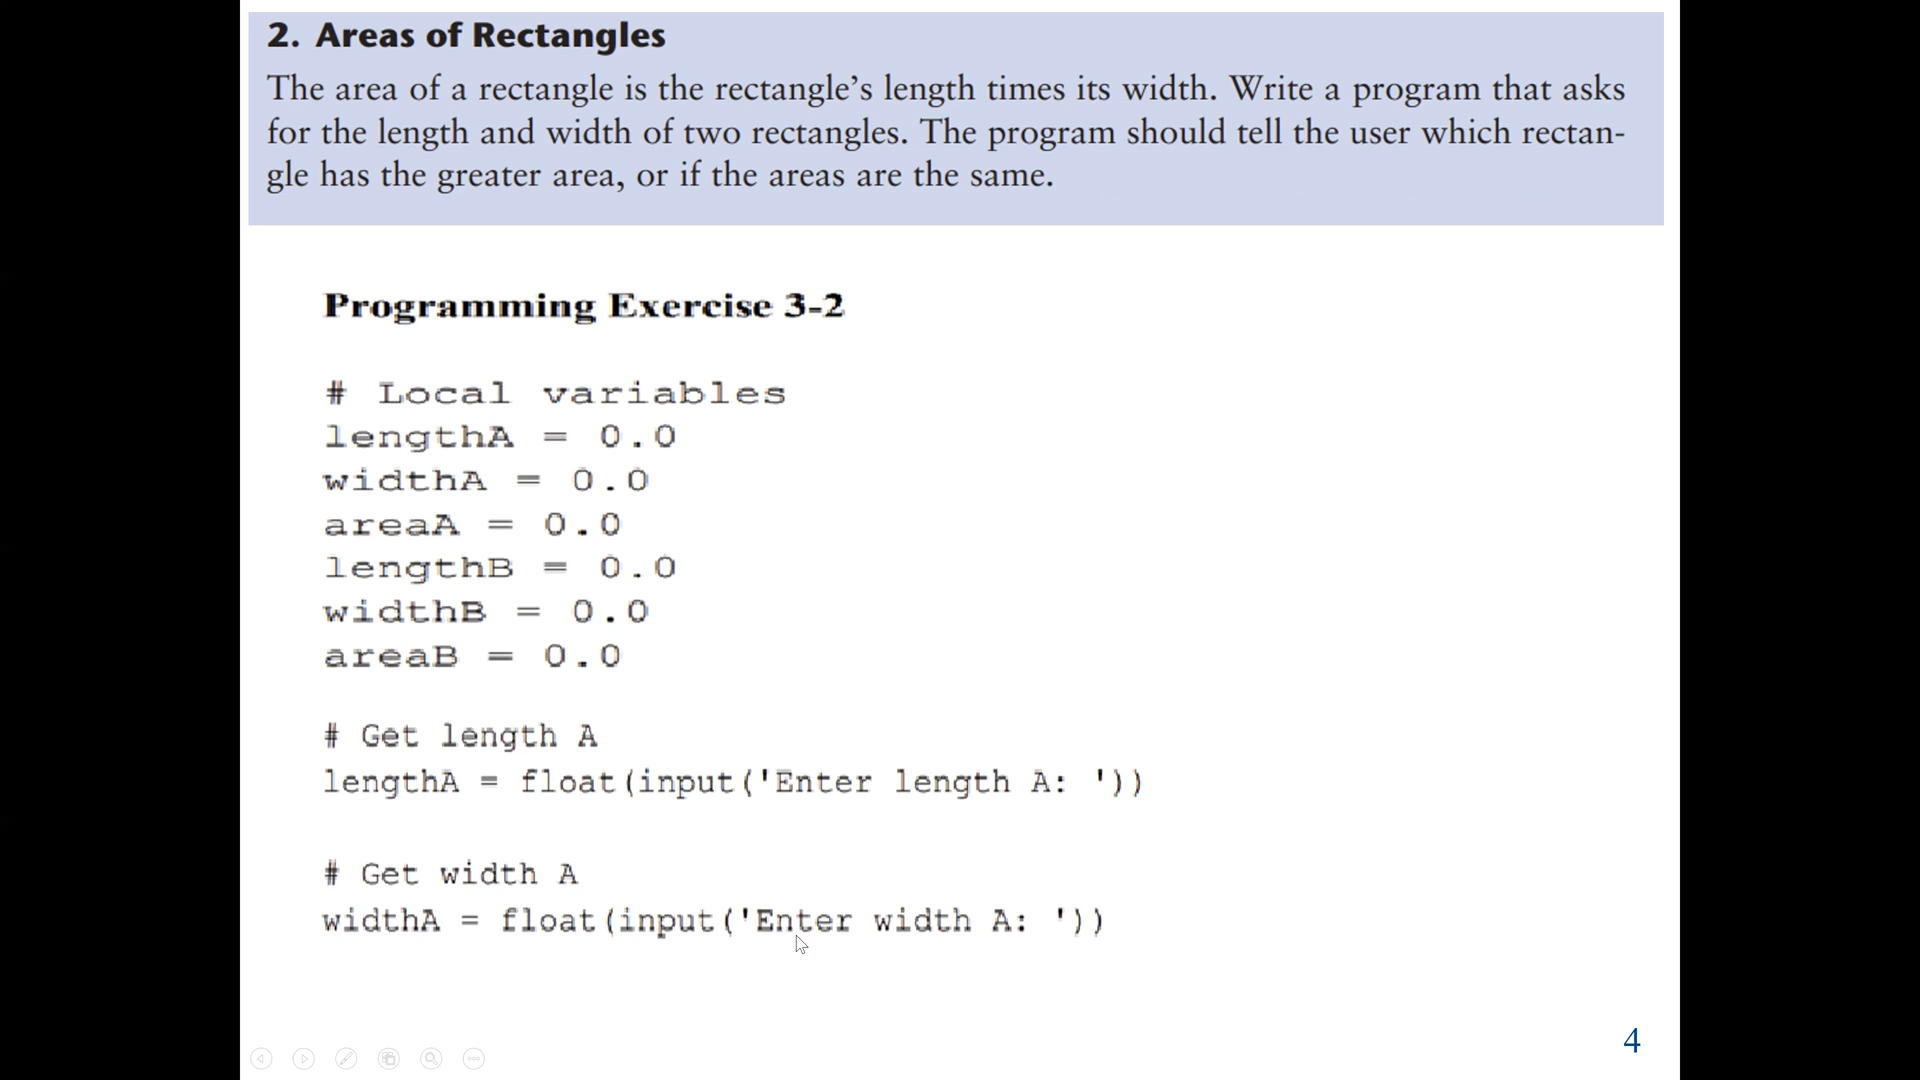 2. Areas of Rectangles
The area of a rectangle is the rectangle’s length times its width. Write a program that asks
for the length and width of two rectangles. The program should tell the user which rectan-
gle has the greater area, or if the areas are the same.
Programming Exercise 3-2
# Local variables
lengthA = 0.0
widthA = 0.0
areaA = 0.0
lengthB = 0.0
widthB = 0.0
areaB = 0.0
# Get length A
lengthA = float(input('Enter length A: '))
# Get width A
widthA = float(input('Enter width A: '))
4